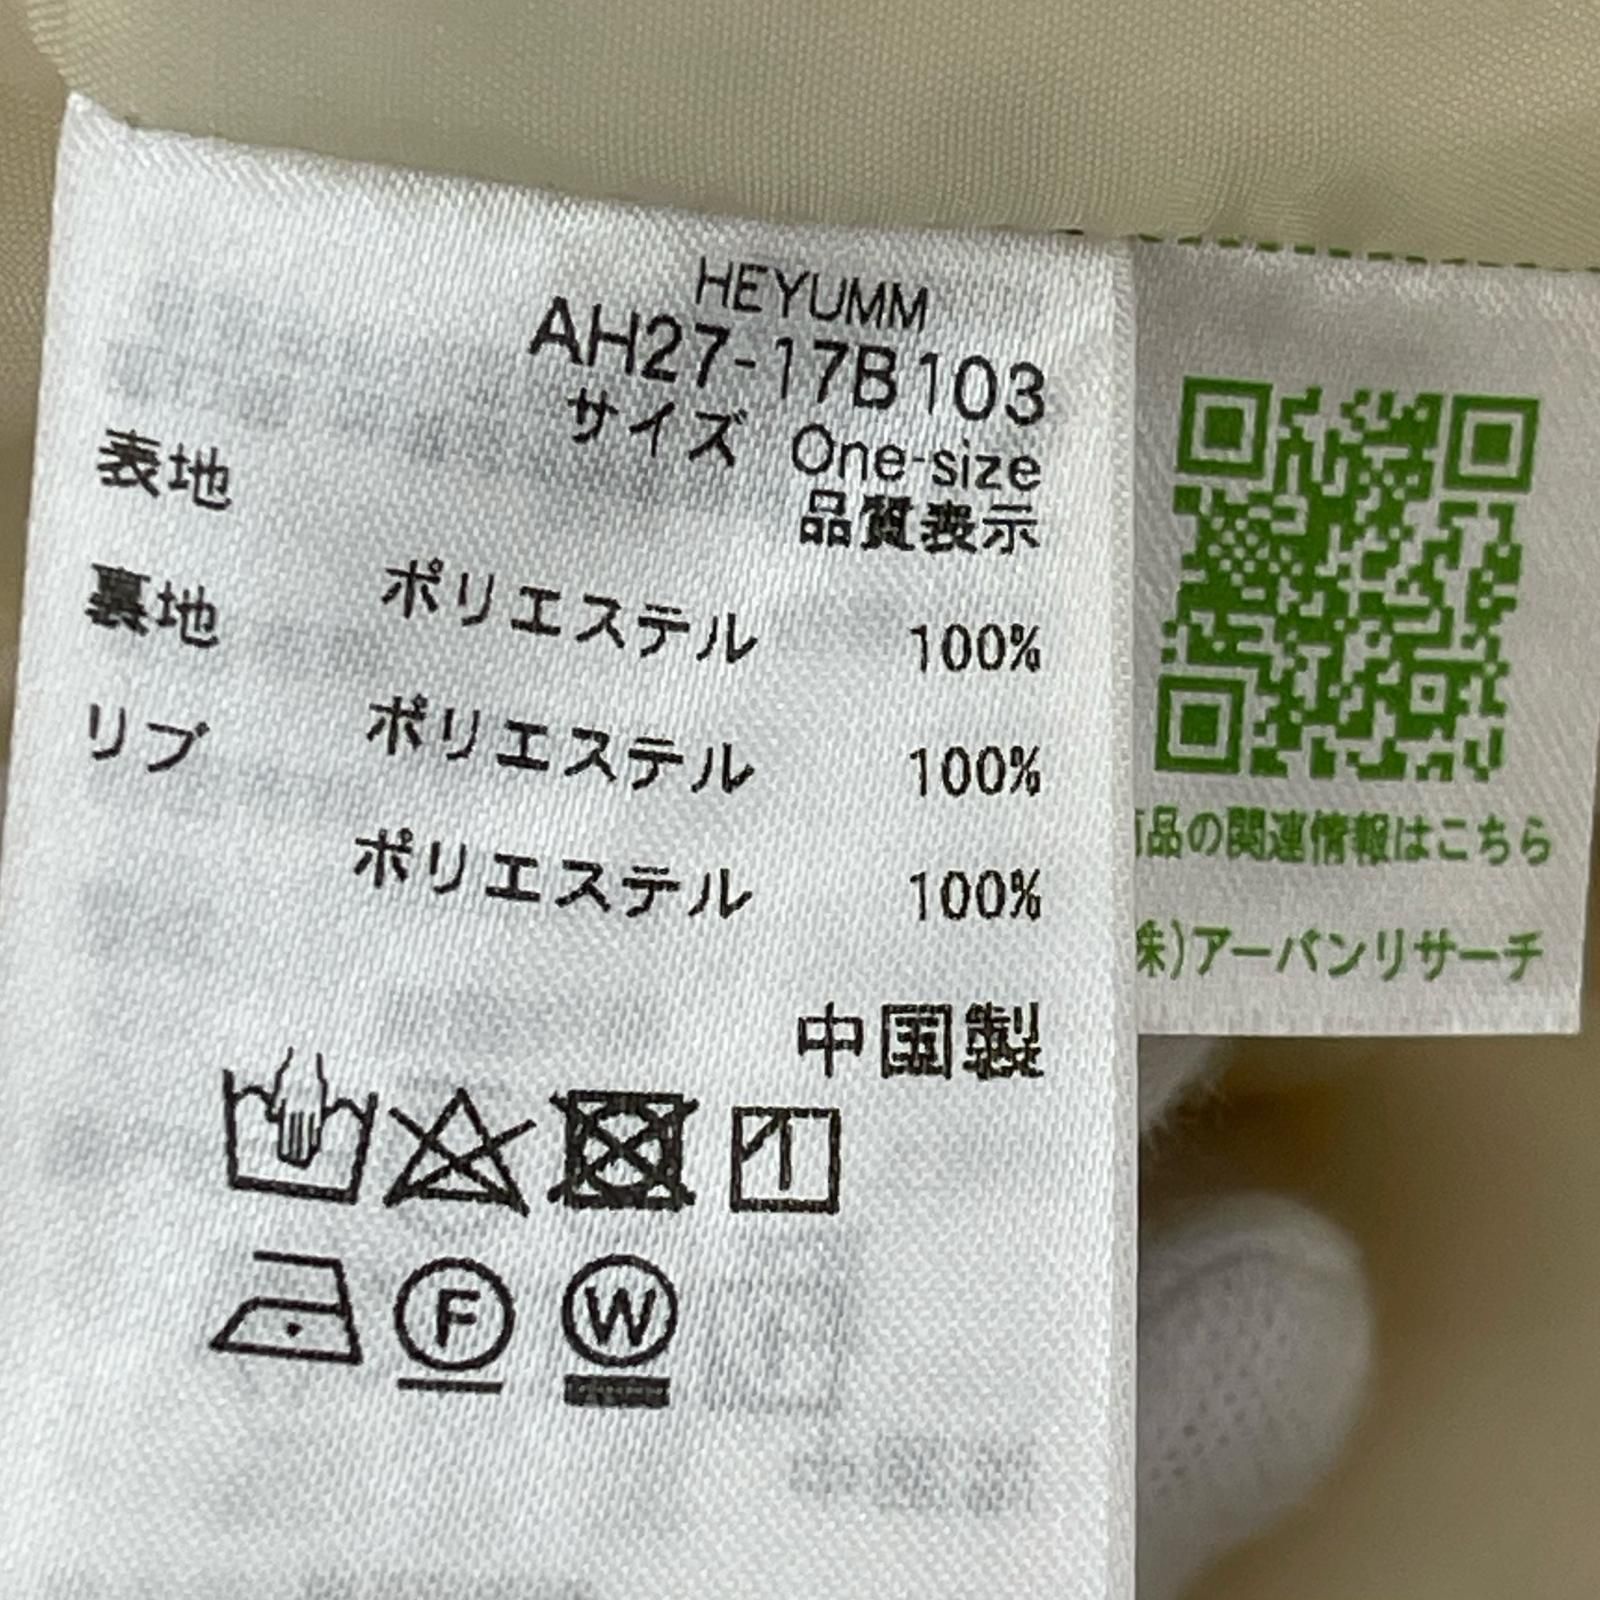 HEYUMM
AH27-17B103
サイズ One-size
品質表示
表地
ポリエステル 100%
裏地
ポリエステル 100%
リブ
ポリエステル 100%
中国製
F
W
品の関連情報はこちら
株)アーバンリサーチ